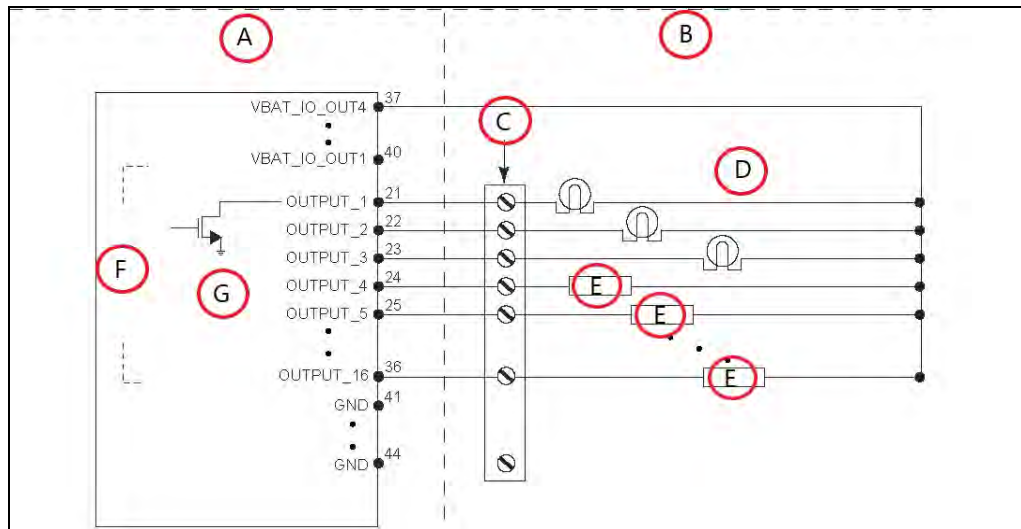 A
B
37
VBAT_IO_OUT4
C
40
VBAT_IO_OUT1
D
21
OUTPUT_1
22
OUTPUT_2
23
OUTPUT_3
F
G
24
OUTPUT_4
E
25
OUTPUT_5
E
36
OUTPUT_16
E
41
GND
44
GND